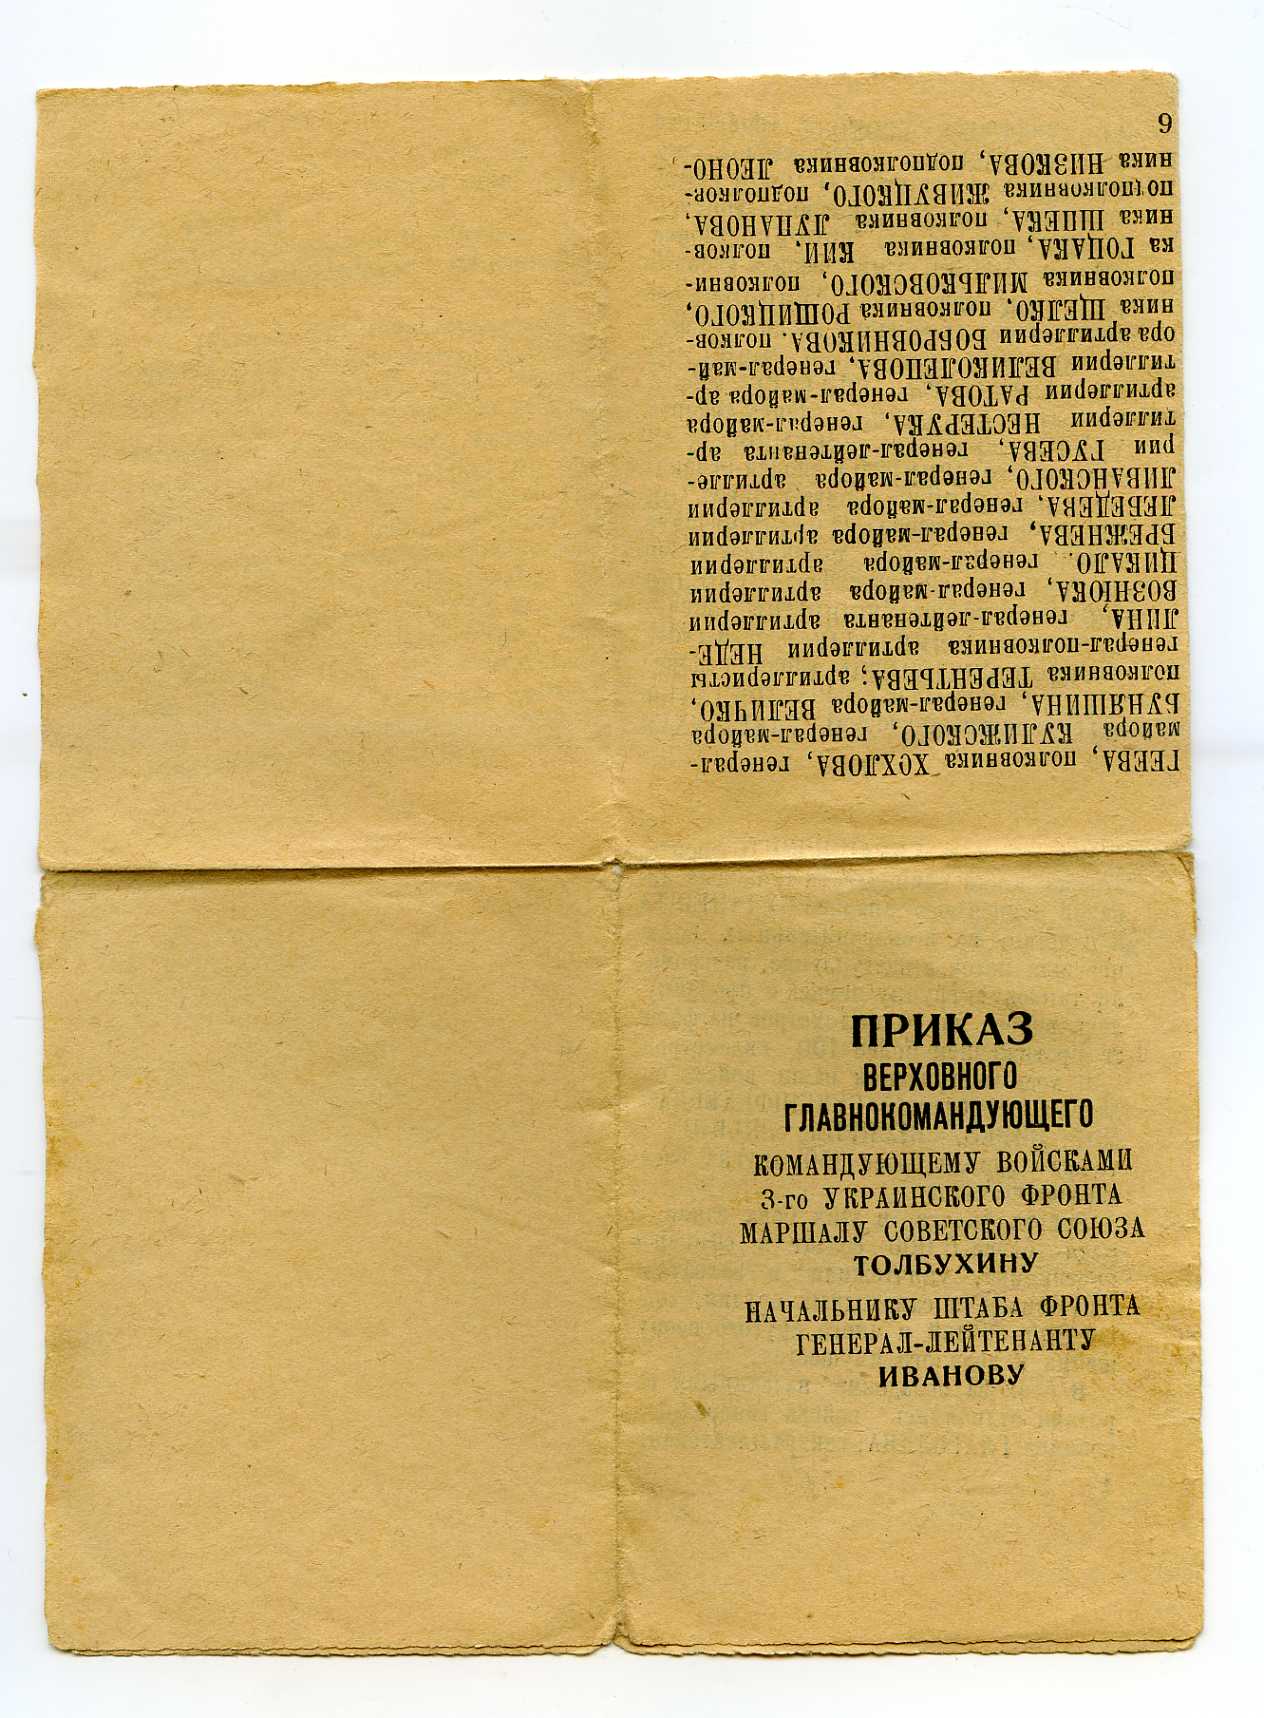 ПРИКАЗ
ВЕРХОВНОГО
ГЛАВНОКОМАНДУЮЩЕГО
КОМАНДУЮЩЕМУ ВОЙСКАМИ
3-го УКРАИНСКОГО ФРОНТА
МАРШАЛУ СОВЕТСКОГО СОЮЗА
ТОЛБУХИНУ
НАЧАЛЬНИКУ ШТАБА ФРОНТА
ГЕНЕРАЛ-ЛЕЙТЕНАНТУ
ИВАНОВУ
ГЕЕВА, полковника ХОХЛОВА, генерал-
майора КУЛИЖСКОГО, генерал-майора
БУНЯШИНА, генерал-майора ВЕЛИЧКО,
полковника ТЕРЕНТЬЕВА; артиллеристы
генерал-полковника артиллерии НЕДЕ-
ЛИНА, генерал-лейтенанта артиллерии
ВОЗНЮКА, генерал-майора артиллерии
ЦИКАЛО, генерал-майора артиллерии
БРЕЖНЕВА, генерал-майора артиллерии
ЛЕБЕДЕВА, генерал-майора артиллерии
ЛИВАНСКОГО, генерал-майора артилле-
рии ГУСЕВА, генерал-лейтенанта ар-
тиллерии НЕСТЕРУКА, генерал-майора
артиллерии РАТОВА, генерал-майора ар-
тиллерии ВЕЛИКОЛЕПОВА, генерал-май-
ора артиллерии БОБРОВНИКОВА, полков-
ника ЩЕЛКО, полковника РОЩИЦКОГО,
полковника МИЛЬКОВСКОГО, полковни-
ка ГОЦАКА, полковника КИЙ, полков-
ника ШПЕКА, полковника ЛУПАНОВА,
подполковника ЖИВУЦКОГО, подполков-
ника НИЗКОВА, подполковника ЛЕОНО-
6